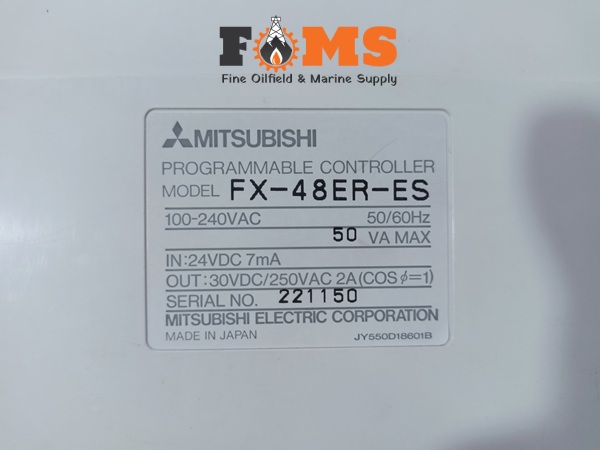 FOMS
Fine Oilfield & Marine Supply
MITSUBISHI
PROGRAMMABLE CONTROLLER
MODEL FX-48ER-ES
100-240VAC 50/60Hz
50 VA MAX
IN:24VDC 7mA
OUT:30VDC/250VAC 2A(COSϕ=1)
SERIAL NO. 221150
MITSUBISHI ELECTRIC CORPORATION
MADE IN JAPAN JY550D18601B